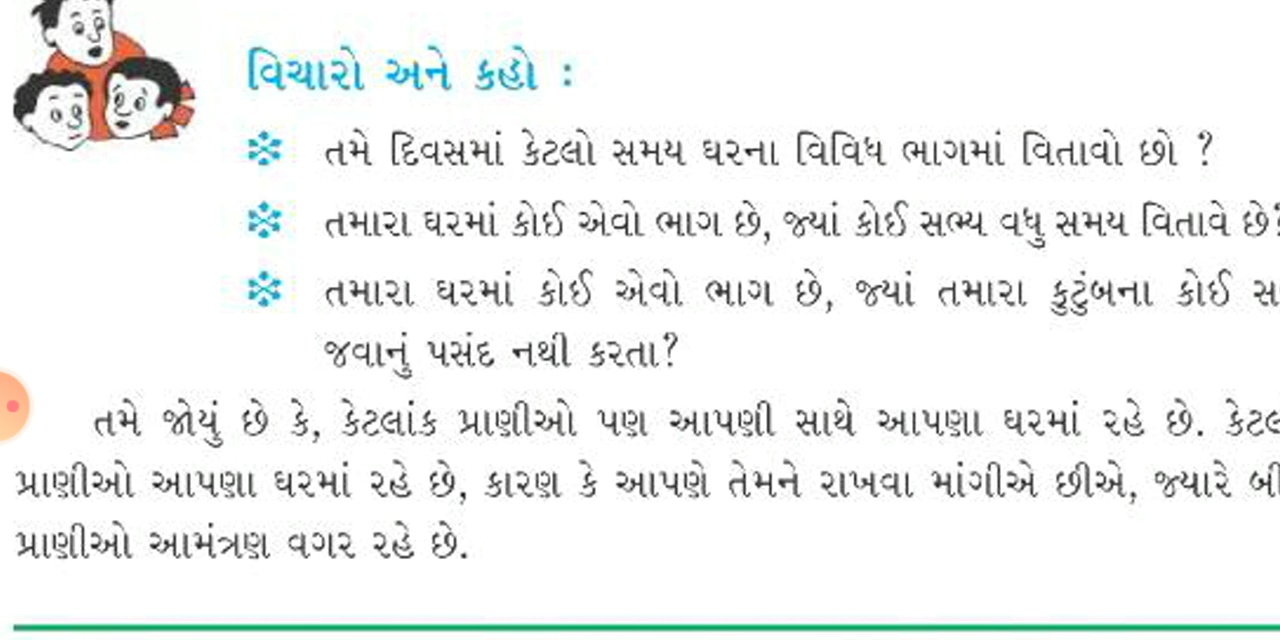 વિચારો અને કહો :
તમે દિવસમાં કેટલો સમય ઘરના વિવિધ ભાગમાં વિતાવો છો ?
તમારા ઘરમાં કોઈ એવો ભાગ છે, જ્યાં કોઈ સભ્ય વધુ સમય વિતાવે છે?
તમારા ઘરમાં કોઈ એવો ભાગ છે, જ્યાં તમારા કુટુંબના કોઈ
જવાનું પસંદ નથી કરતા?
તમે જોયું છે કે, કેટલાંક પ્રાણીઓ પણ આપણી સાથે આપણા ઘરમાં રહે છે.
પ્રાણીઓ આપણા ઘરમાં રહે છે, કારણ કે આપણે તેમને રાખવા માંગીએ છીએ, જ્યારે
પ્રાણીઓ આમંત્રણ વગર રહે છે.